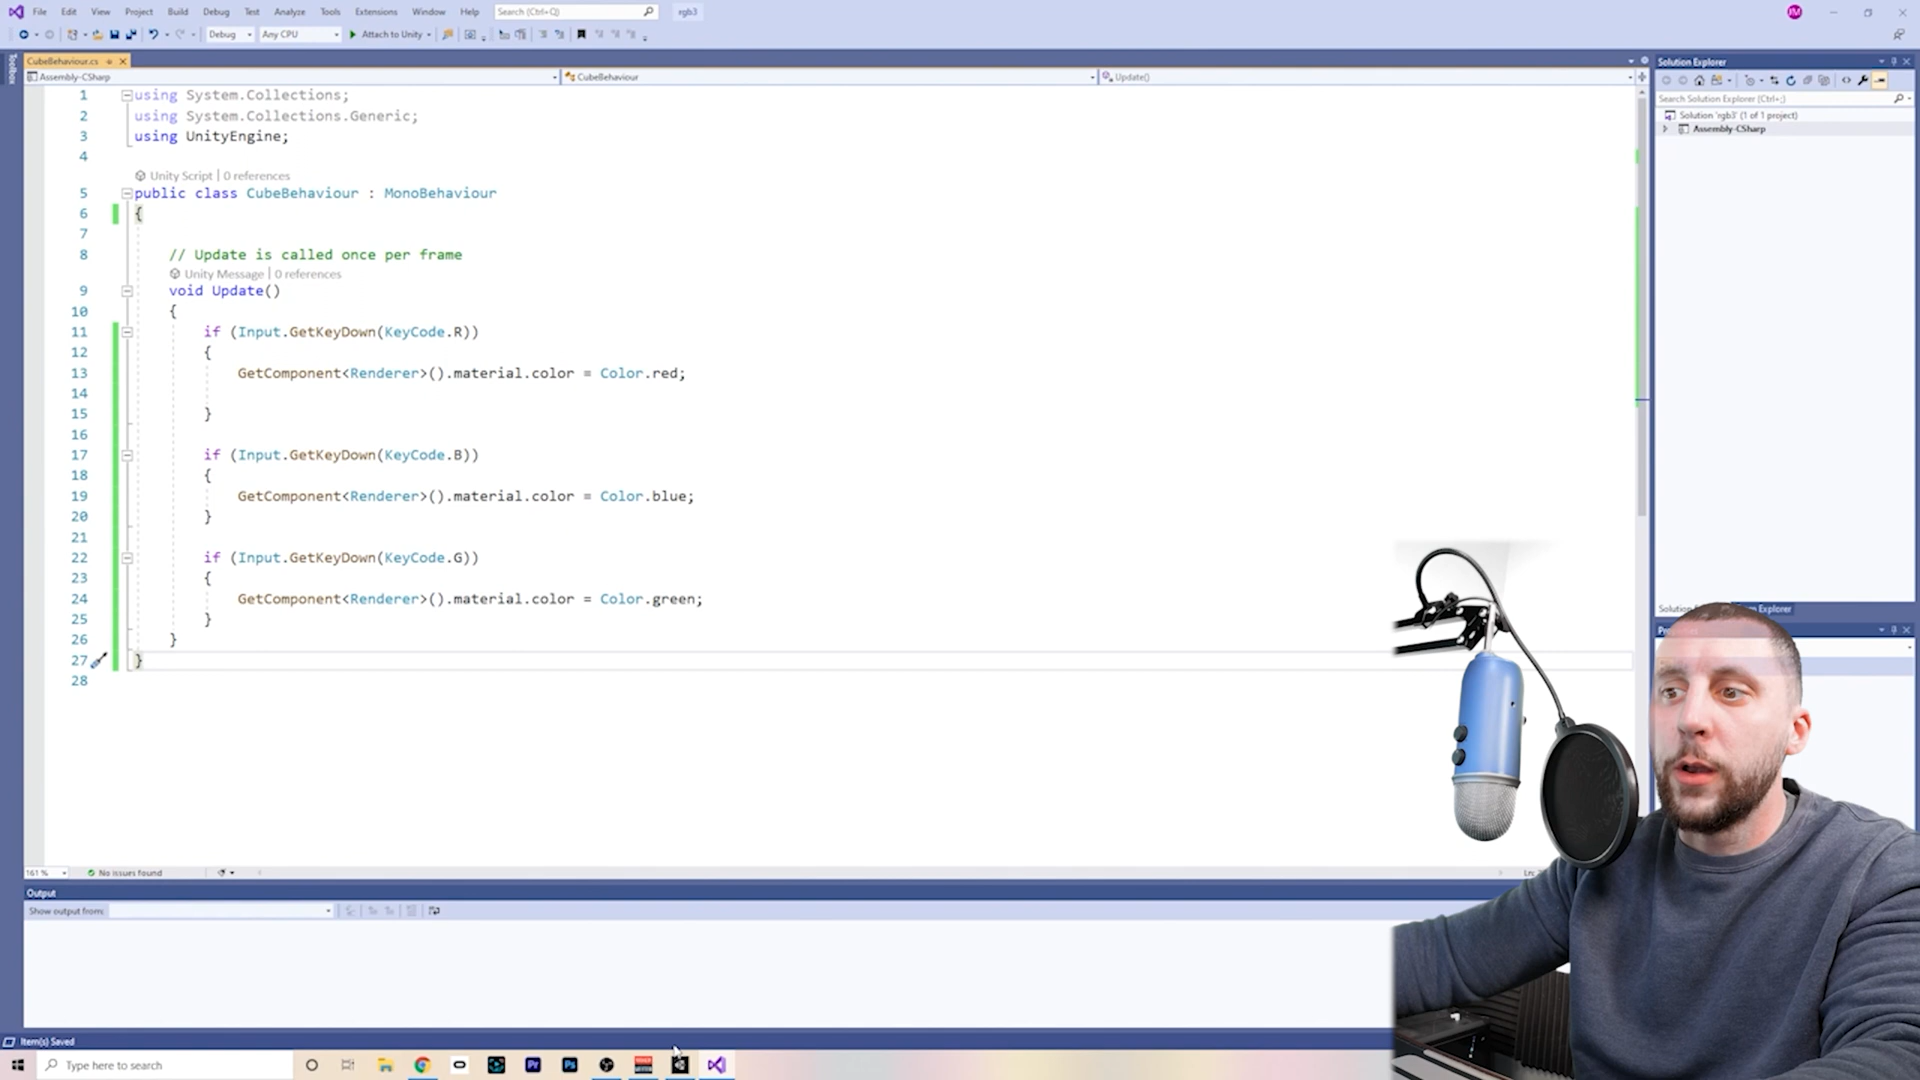 File Edit View Project Build Debug Test Analyze Tools Extensions Window Help Search (Ctrl+Q) rgb3 JM
Debug Any CPU Attach to Unity
CubeBehaviour.cs
Assembly-CSharp CubeBehaviour Update()
1 using System.Collections;
2 using System.Collections.Generic;
3 using UnityEngine;
4
Unity Script | 0 references
5 public class CubeBehaviour : MonoBehaviour
6 {
7
8 // Update is called once per frame
Unity Message | 0 references
9 void Update()
10 {
11 if (Input.GetKeyDown(KeyCode.R))
12 {
13 GetComponent<Renderer>().material.color = Color.red;
14
15 }
16
17 if (Input.GetKeyDown(KeyCode.B))
18 {
19 GetComponent<Renderer>().material.color = Color.blue;
20 }
21
22 if (Input.GetKeyDown(KeyCode.G))
23 {
24 GetComponent<Renderer>().material.color = Color.green;
25 }
26 }
27 }
28
161 % No issues found
Output
Show output from:
Item(s) Saved
Type here to search
Toolbox
Solution Explorer
Search Solution Explorer (Ctrl+;)
Solution 'rgb3' (1 of 1 project)
Assembly-CSharp
Explorer